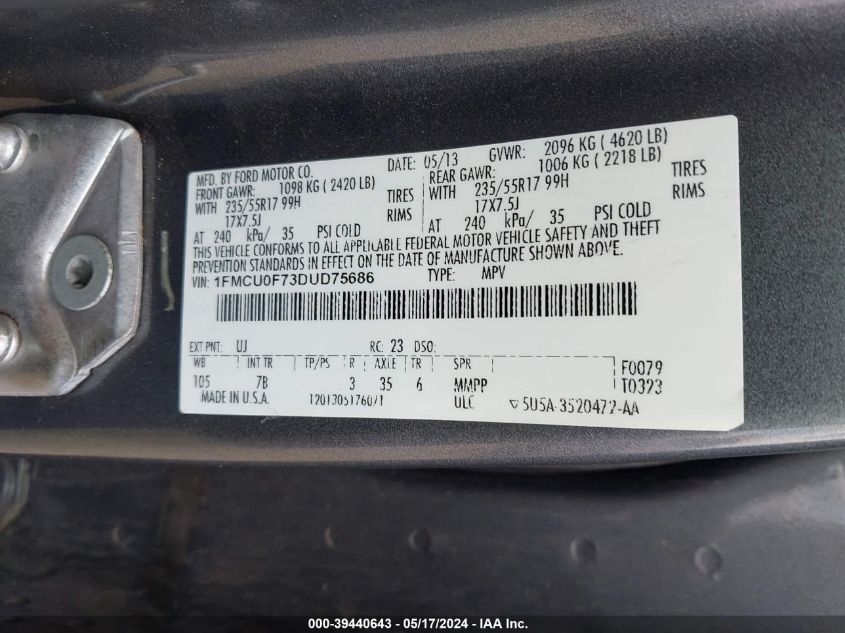 MFD. BY FORD MOTOR CO. DATE: 05/13 GVWR: 2096 KG ( 4620 LB)
FRONT GAWR: 1098 KG ( 2420 LB) REAR GAWR: 1006 KG ( 2218 LB)
WITH 235/55R17 99H TIRES WITH 235/55R17 99H TIRES
17X7.5J RIMS 17X7.5J RIMS
AT 240 kPa/ 35 PSI COLD AT 240 kPa/ 35 PSI COLD
THIS VEHICLE CONFORMS TO ALL APPLICABLE FEDERAL MOTOR VEHICLE SAFETY AND THEFT
PREVENTION STANDARDS IN EFFECT ON THE DATE OF MANUFACTURE SHOWN ABOVE.
VIN: 1FMCU0F73DUD75686 TYPE: MPV
EXT PNT: UJ RC: 23 DSO:
WB INT TR TP/PS R AXLE TR SPR F0079
105 7B 3 35 6 MMPP T0323
MADE IN U.S.A. ULC 5U5A-3520472-AA
000-39440643 - 05/17/2024 - IAA Inc.